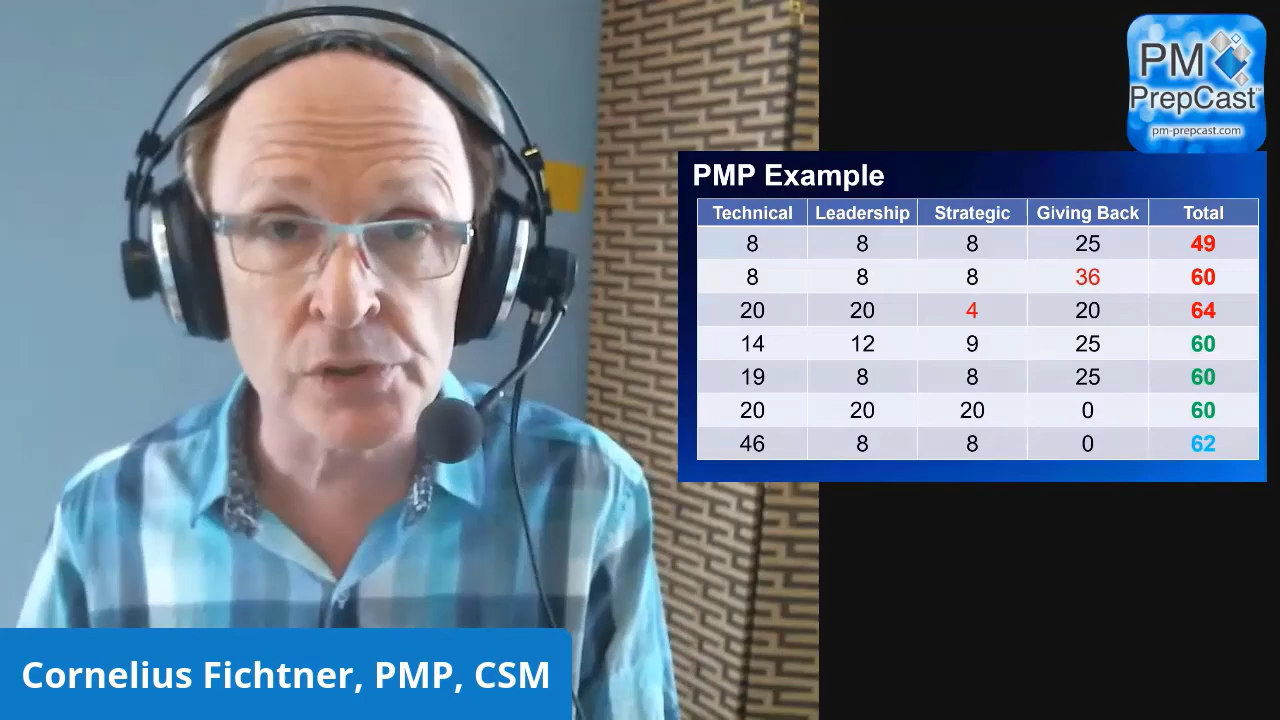 PM
PrepCast™
pm-prepcast.com
PMP Example
Technical Leadership Strategic Giving Back Total
8 8 8 25 49
8 8 8 36 60
20 20 4 20 64
14 12 9 25 60
19 8 8 25 60
20 20 20 0 60
46 8 8 0 62
Cornelius Fichtner, PMP, CSM